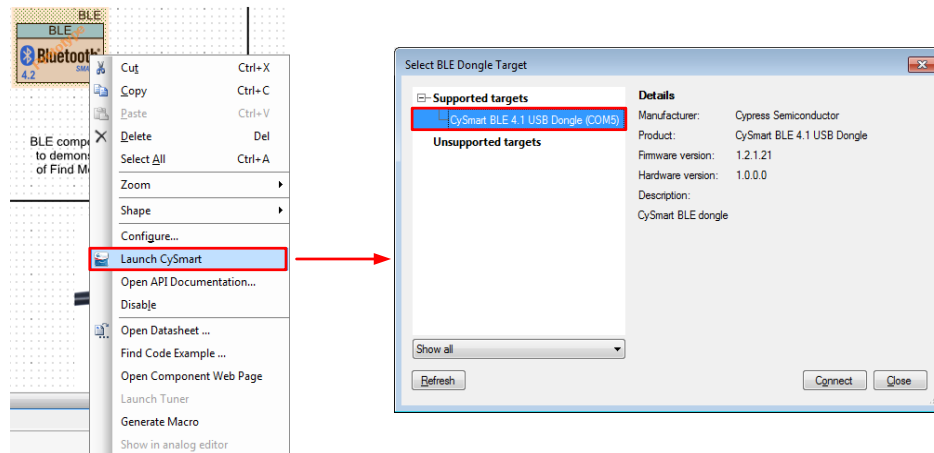 BLE
BLE
Bluetooth
SMA
4.2
BLE compo
to demons
of Find Me
Cut Ctrl+X
Copy Ctrl+C
Paste Ctrl+V
Delete Del
Select All Ctrl+A
Zoom
Shape
Configure...
Launch CySmart
Open API Documentation...
Disable
Open Datasheet ...
Find Code Example ...
Open Component Web Page
Launch Tuner
Generate Macro
Show in analog editor
Select BLE Dongle Target
Supported targets
CySmart BLE 4.1 USB Dongle (COM5)
Unsupported targets
Show all
Refresh
Details
Manufacturer: Cypress Semiconductor
Product: CySmart BLE 4.1 USB Dongle
Firmware version: 1.2.1.21
Hardware version: 1.0.0.0
Description:
CySmart BLE dongle
Connect Close